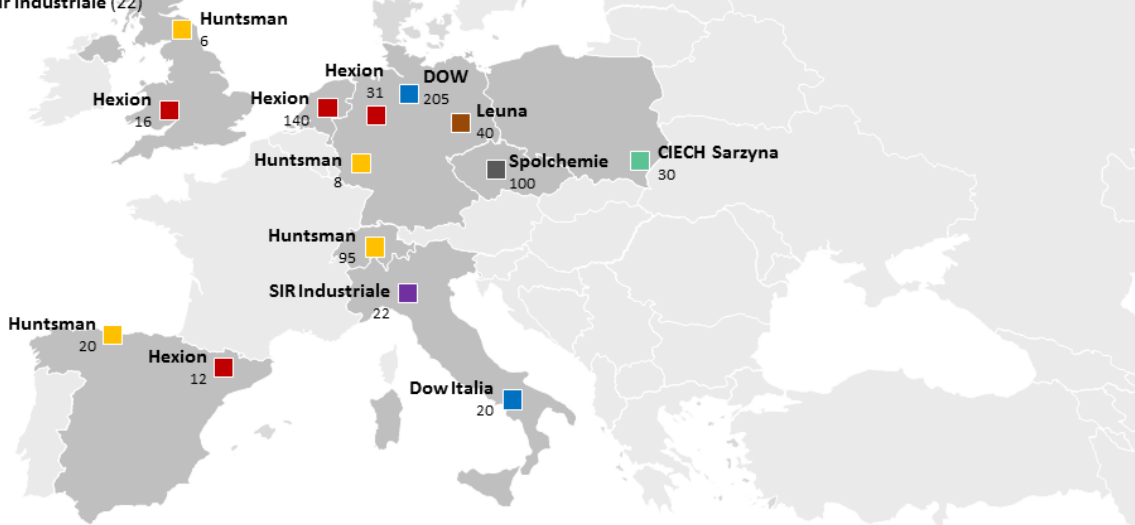 Industriale (22)
Huntsman
6
Hexion
31
DOW
205
Hexion
16
Hexion
140
Leuna
40
Huntsman
8
Spolchemie
100
CIECH Sarzyna
30
Huntsman
95
SIR Industriale
22
Huntsman
20
Hexion
12
Dow Italia
20